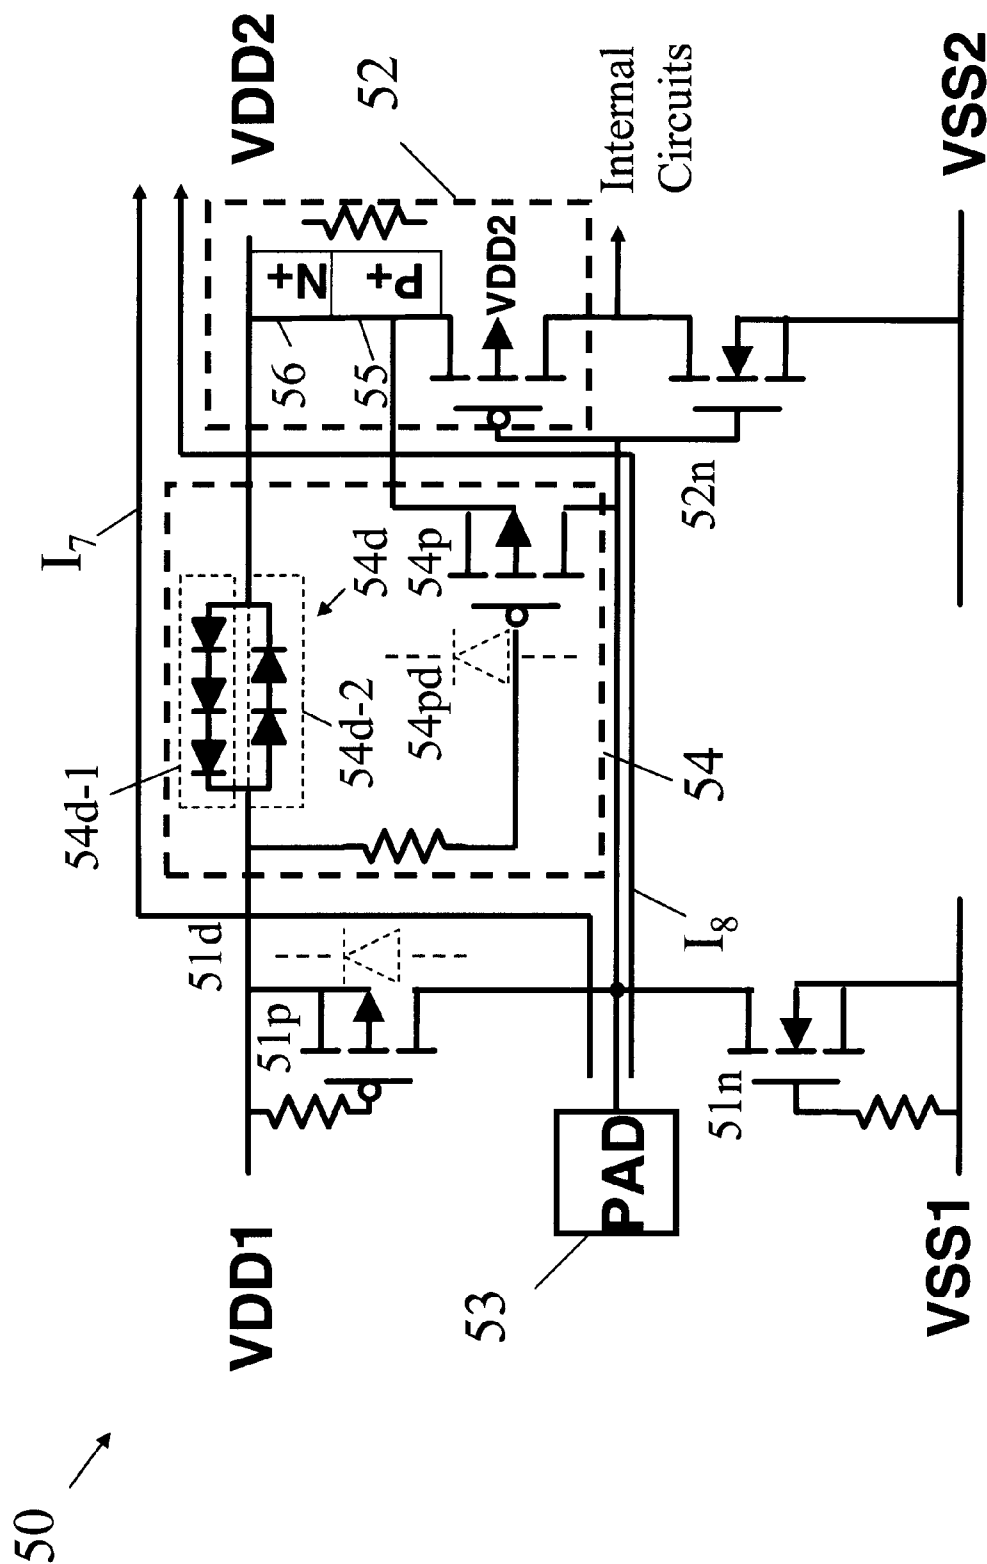 50
VDD1
VDD2
I7
54d-1
51d
51p
54d-2
54d
54pd
54p
56
55
N+
P+
VDD2
52
Internal
Circuits
53
PAD
I8
54
52n
51n
VSS1
VSS2